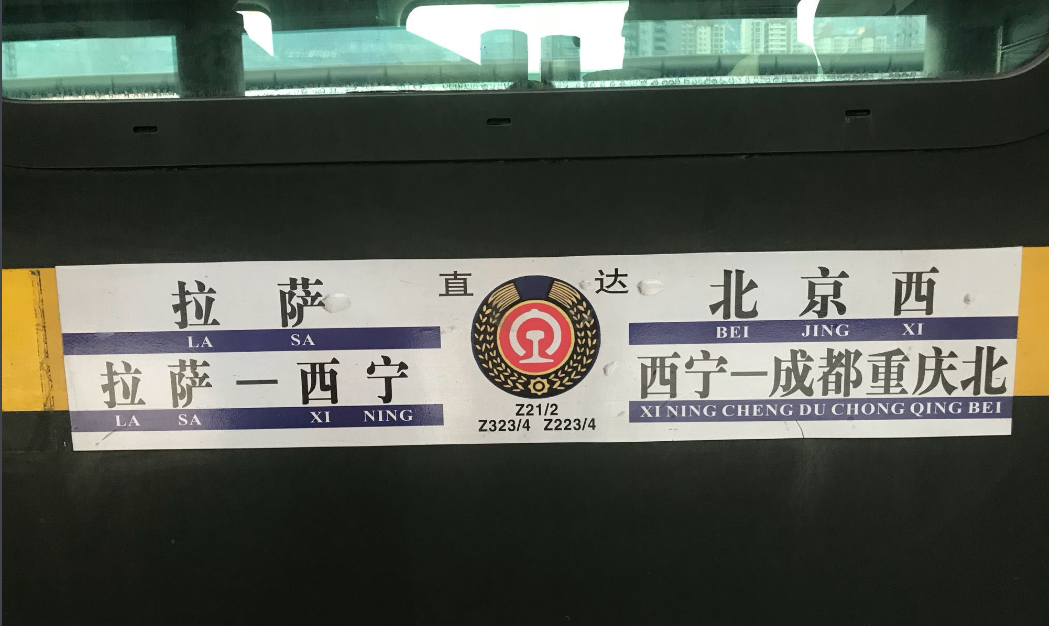 直 达
拉 萨
LA SA
北 京 西
BEI JING XI
拉 萨 — 西 宁
LA SA XI NING
西宁—成都重庆北
XI NING CHENG DU CHONG QING BEI
Z21/2
Z323/4 Z223/4